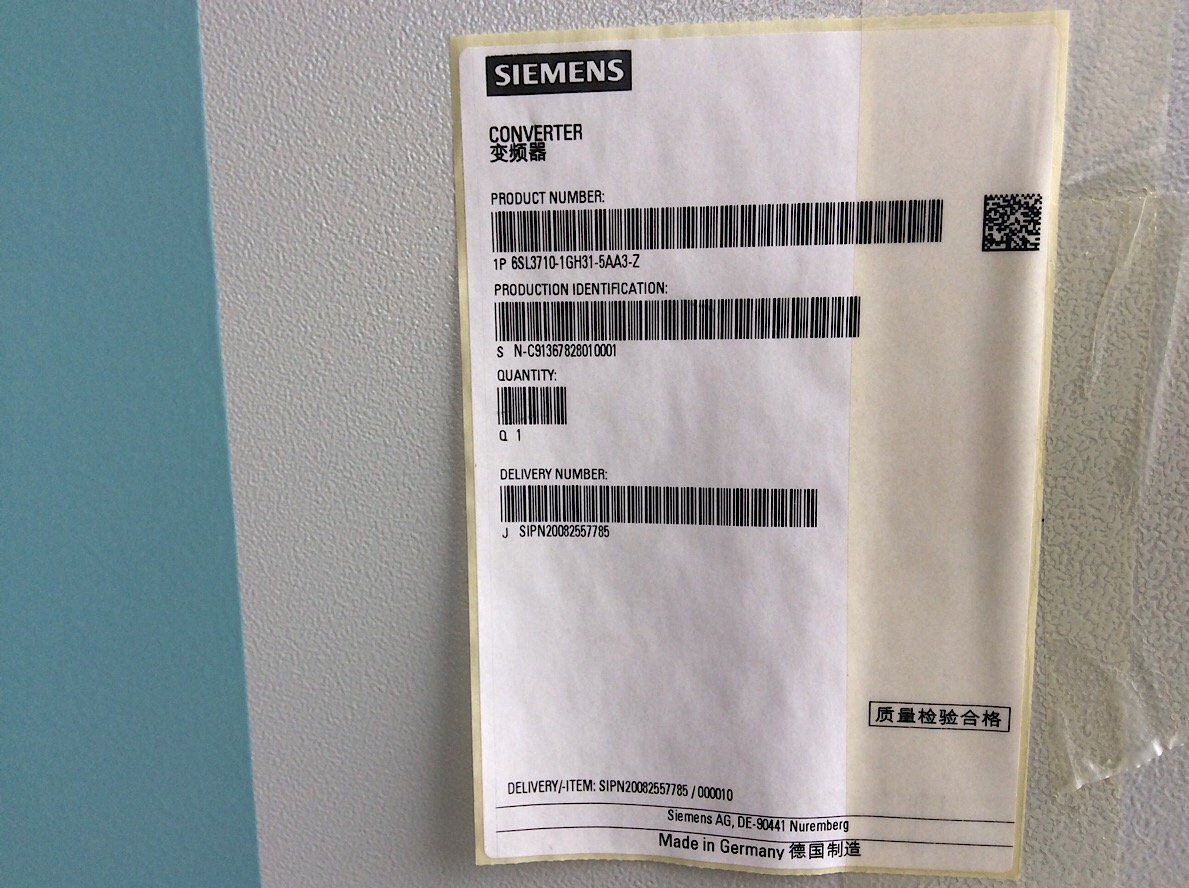 SIEMENS
CONVERTER
变频器
PRODUCT NUMBER:
1P 6SL3710-1GH31-5AA3-Z
PRODUCTION IDENTIFICATION:
S N-C91367828010001
QUANTITY:
Q 1
DELIVERY NUMBER:
J SIPN20082557785
质量检验合格
DELIVERY/-ITEM: SIPN20082557785 / 000010
Siemens AG, DE-90441 Nuremberg
Made in Germany 德国制造